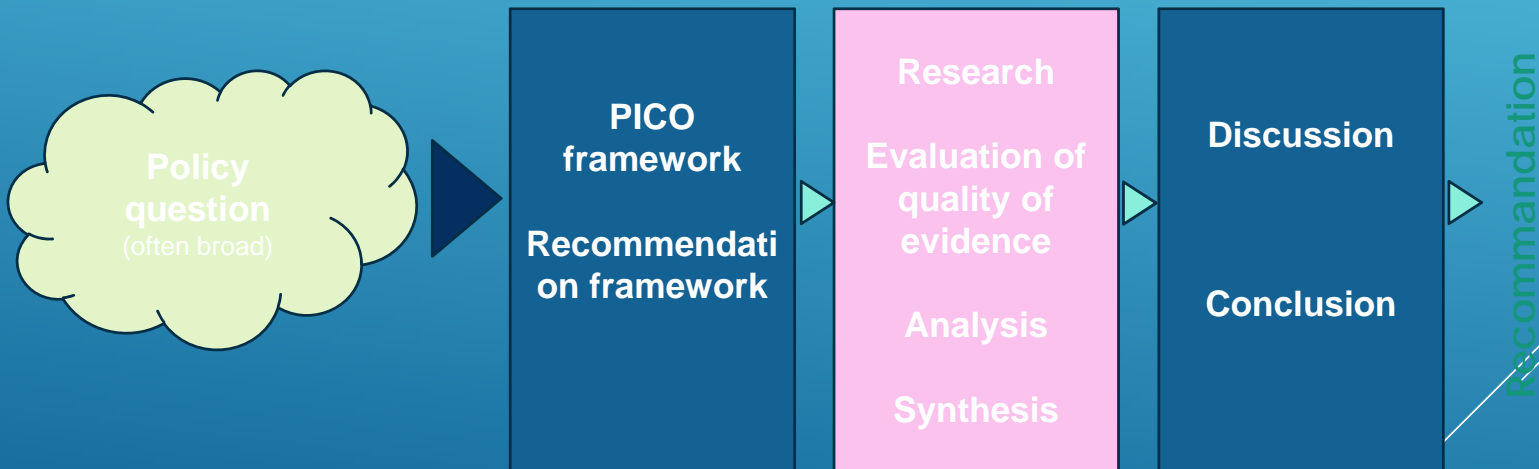 Policy
question
(often broad)
PICO
framework
Recommendati
on framework
Research
Evaluation of
quality of
evidence
Analysis
Synthesis
Discussion
Conclusion
Recommandation